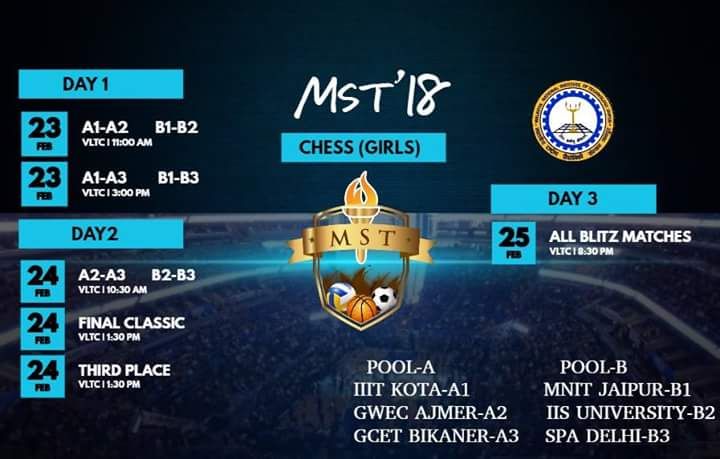 DAY 1
23 FEB
A1-A2 B1-B2
VLTC | 11:00 AM
23 FEB
A1-A3 B1-B3
VLTC | 3:00 PM
DAY2
24 FEB
A2-A3 B2-B3
VLTC | 10:30 AM
24 FEB
FINAL CLASSIC
VLTC | 1:30 PM
24 FEB
THIRD PLACE
VLTC | 1:30 PM
MST'18
CHESS (GIRLS)
MST
DAY 3
25 FEB
ALL BLITZ MATCHES
VLTC | 8:30 PM
POOL-A
IIIT KOTA-A1
GWEC AJMER-A2
GCET BIKANER-A3
POOL-B
MNIT JAIPUR-B1
IIS UNIVERSITY-B2
SPA DELHI-B3